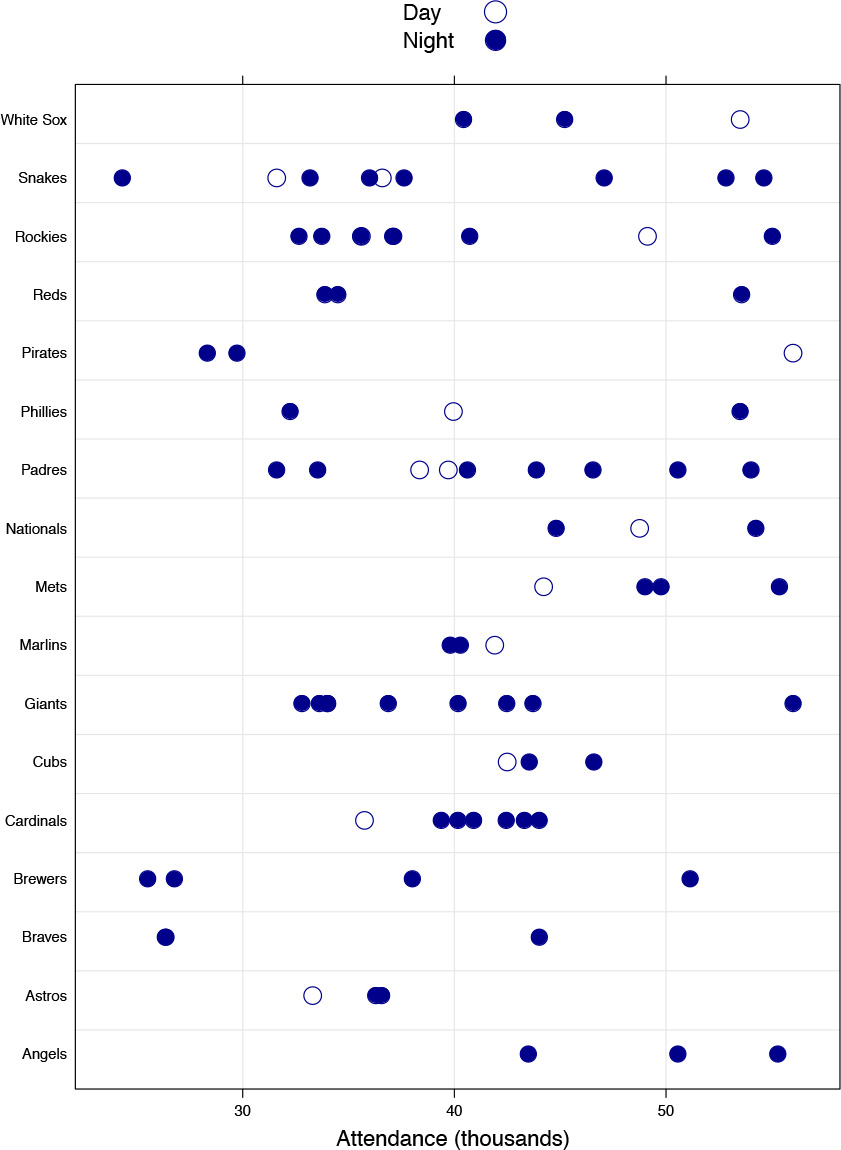 Day
Night
White Sox
Snakes
Rockies
Reds
Pirates
Phillies
Padres
Nationals
Mets
Marlins
Giants
Cubs
Cardinals
Brewers
Braves
Astros
Angels
30 40 50
Attendance (thousands)